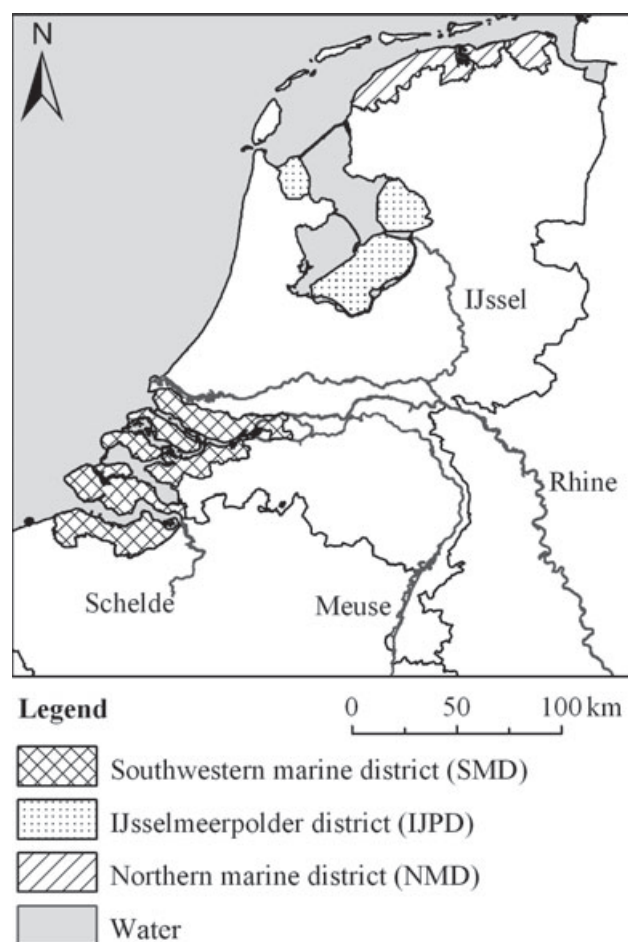 N
IJssel
Rhine
Schelde
Meuse
Legend
0 50 100 km
Southwestern marine district (SMD)
IJsselmeerpolder district (IJPD)
Northern marine district (NMD)
Water